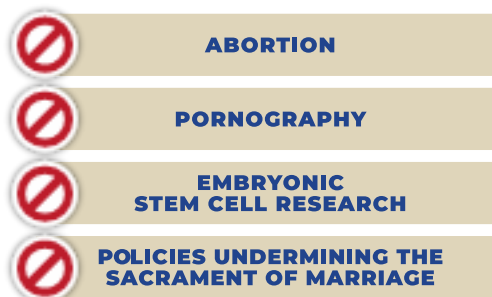 ABORTION
PORNOGRAPHY
EMBRYONIC
STEM CELL RESEARCH
POLICIES UNDERMINING THE
SACRAMENT OF MARRIAGE